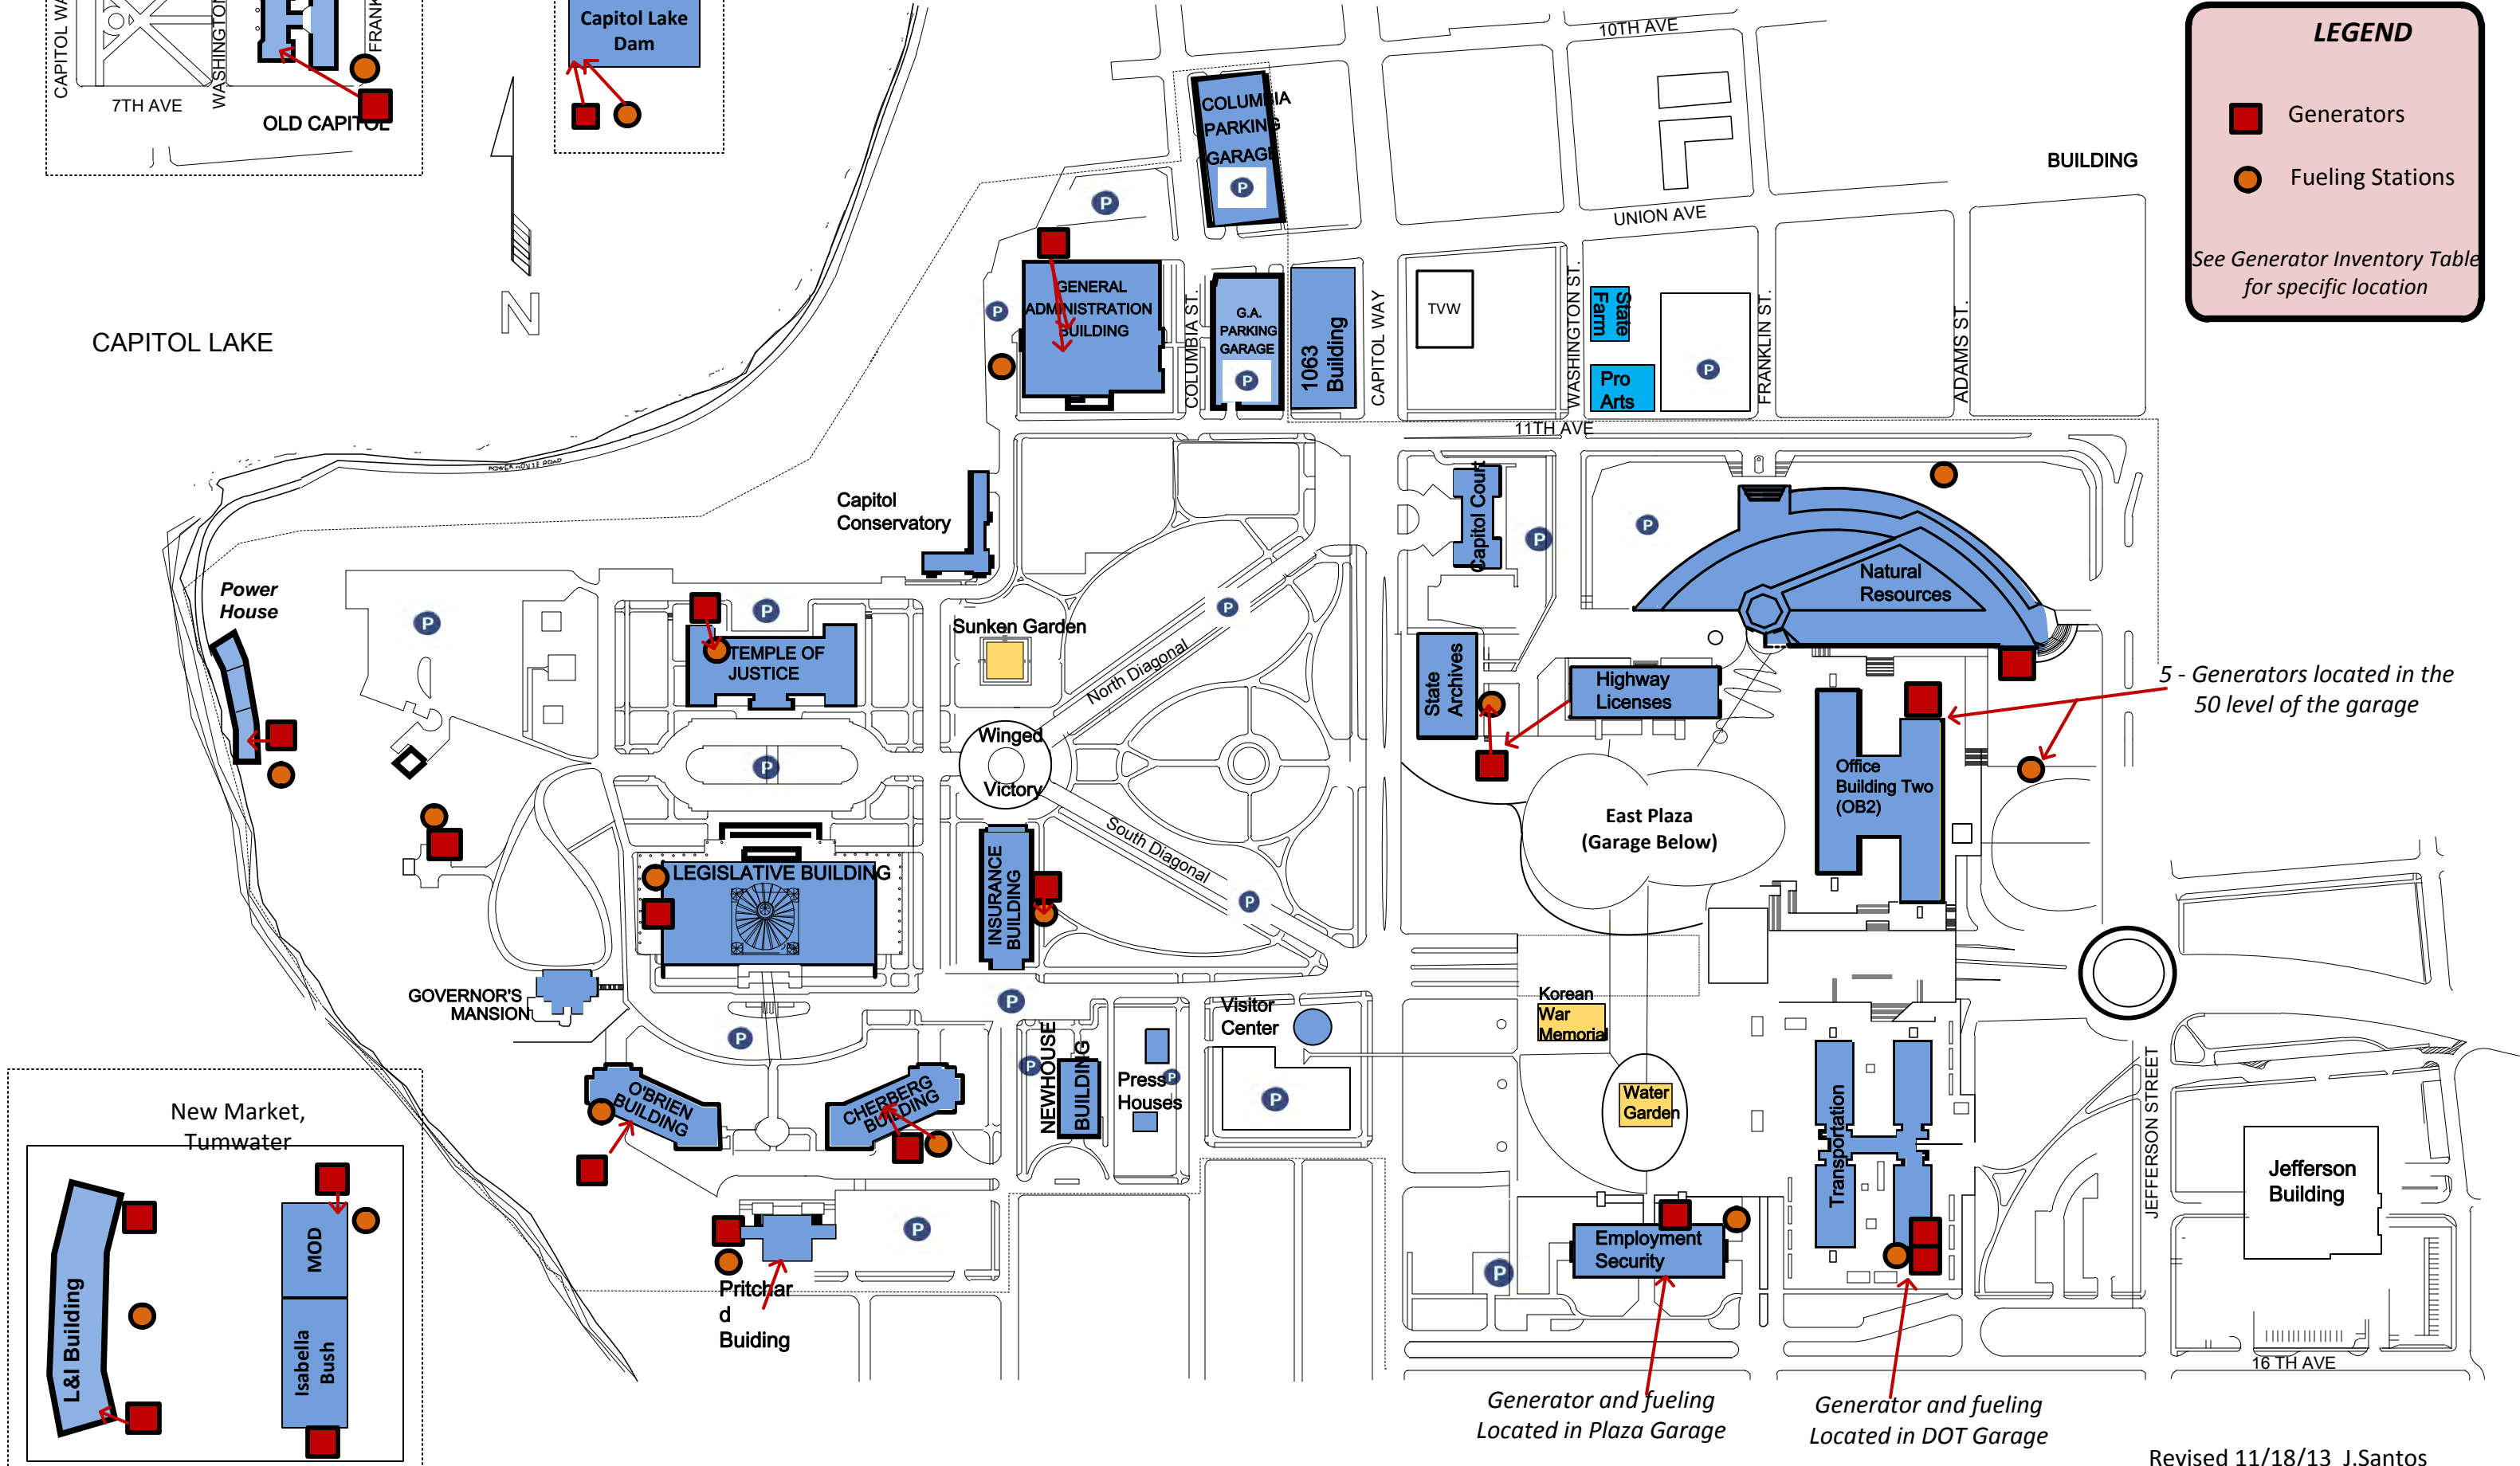 CAPITOL WA
WASHINGTON
FRANK
7TH AVE
OLD CAPITOL
Capitol Lake
Dam
N
CAPITOL LAKE
POWER HOUSE ROAD
10TH AVE
COLUMBIA
PARKING
GARAGE
P
P
UNION AVE
BUILDING
LEGEND
Generators
Fueling Stations
See Generator Inventory Table
for specific location
GENERAL
ADMINISTRATION
BUILDING
P
COLUMBIA ST.
G.A.
PARKING
GARAGE
P
1063
Building
CAPITOL WAY
TVW
WASHINGTON ST.
State
Farm
Pro
Arts
P
FRANKLIN ST.
ADAMS ST.
11TH AVE
Capitol
Conservatory
Capitol Court
P
P
Natural
Resources
Power
House
P
P
TEMPLE OF
JUSTICE
Sunken Garden
P
North Diagonal
State
Archives
Highway
Licenses
5 - Generators located in the
50 level of the garage
Winged
Victory
P
South Diagonal
East Plaza
(Garage Below)
Office
Building Two
(OB2)
LEGISLATIVE BUILDING
INSURANCE
BUILDING
P
GOVERNOR'S
MANSION
P
P
Visitor
Center
Korean
War
Memorial
NEWHOUSE
BUILDING
P
Press
Houses
P
P
O'BRIEN
BUILDING
CHERBERG
BUILDING
Water
Garden
Transportation
JEFFERSON STREET
Jefferson
Building
New Market,
Tumwater
L&I Building
MOD
Isabella
Bush
P
Pritchar
d
Buiding
Employment
Security
P
16 TH AVE
Generator and fueling
Located in Plaza Garage
Generator and fueling
Located in DOT Garage
Revised 11/18/13 J.Santos